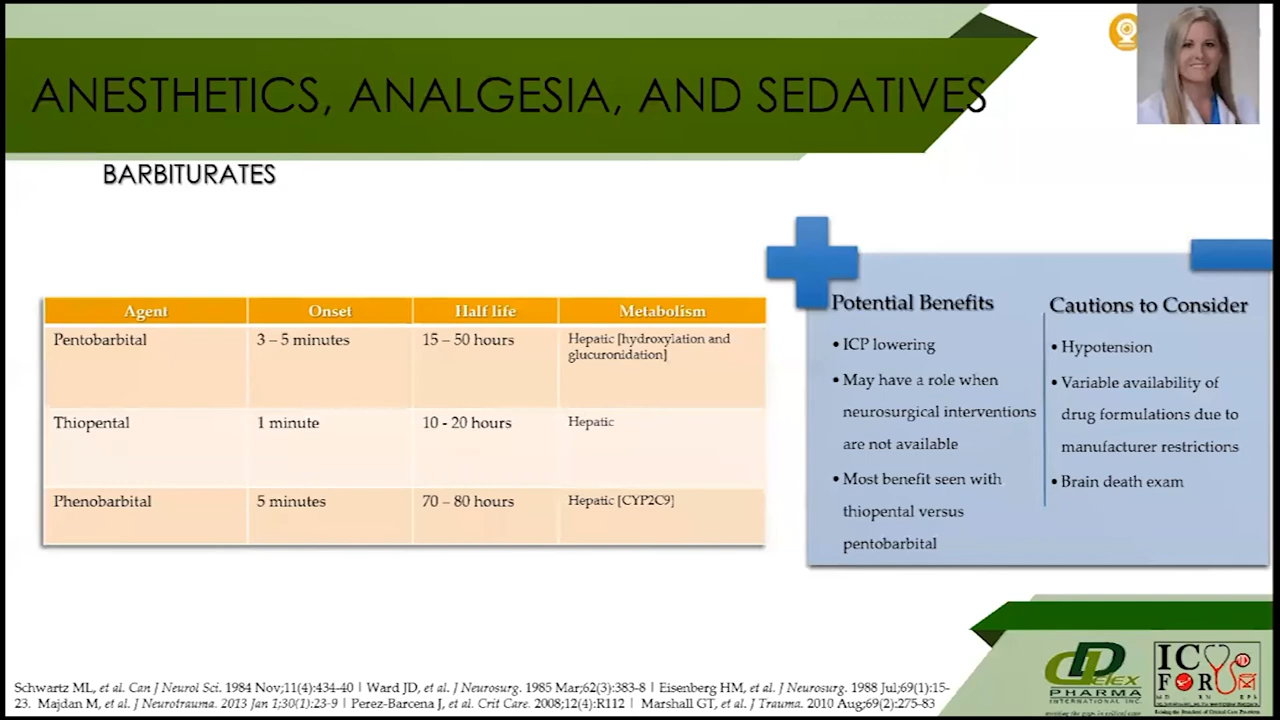 ANESTHETICS, ANALGESIA, AND SEDATIVES
BARBITURATES
Agent Onset Half life Metabolism
Pentobarbital 3 – 5 minutes 15 – 50 hours Hepatic [hydroxylation and
glucuronidation]
Thiopental 1 minute 10 - 20 hours Hepatic
Phenobarbital 5 minutes 70 – 80 hours Hepatic [CYP2C9]
Potential Benefits
• ICP lowering
• May have a role when
neurosurgical interventions
are not available
• Most benefit seen with
thiopental versus
pentobarbital
Cautions to Consider
• Hypotension
• Variable availability of
drug formulations due to
manufacturer restrictions
• Brain death exam
Schwartz ML, et al. Can J Neurol Sci. 1984 Nov;11(4):434-40 | Ward JD, et al. J Neurosurg. 1985 Mar;62(3):383-8 | Eisenberg HM, et al. J Neurosurg. 1988 Jul;69(1):15-
23. Majdan M, et al. J Neurotrauma. 2013 Jan 1;30(1):23-9 | Pérez-Bárcena J, et al. Crit Care. 2008;12(4):R112 | Marshall GT, et al. J Trauma. 2010 Aug;69(2):275-83
PHARMA
INTERNATIONAL INC.
IC
FOR